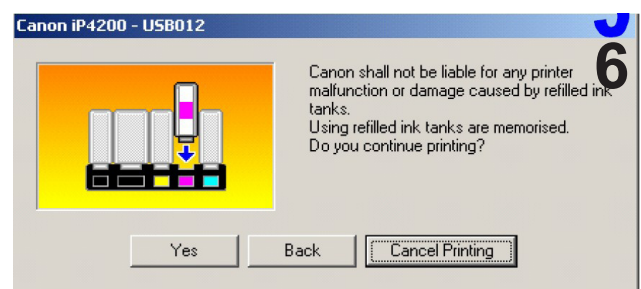 Canon iP4200 - USB012
6
Canon shall not be liable for any printer
malfunction or damage caused by refilled ink
tanks.
Using refilled ink tanks are memorised.
Do you continue printing?
Yes
Back
Cancel Printing